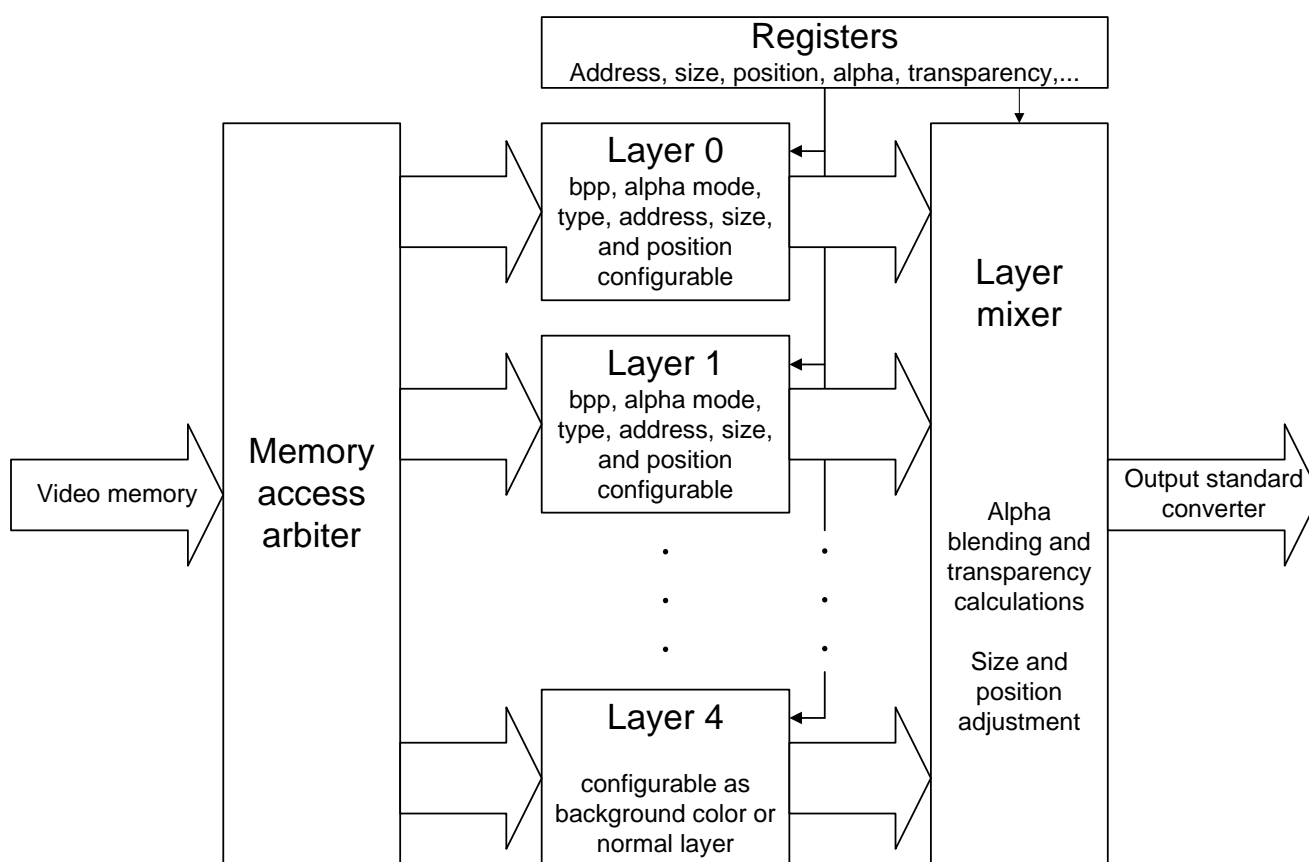 Registers
Address, size, position, alpha, transparency,...
Layer 0
bpp, alpha mode,
type, address, size,
and position
configurable
Layer 1
bpp, alpha mode,
type, address, size,
and position
configurable
Layer 4
configurable as
background color or
normal layer
Video memory
Memory
access
arbiter
Layer
mixer
Alpha
blending and
transparency
calculations
Size and
position
adjustment
Output standard
converter